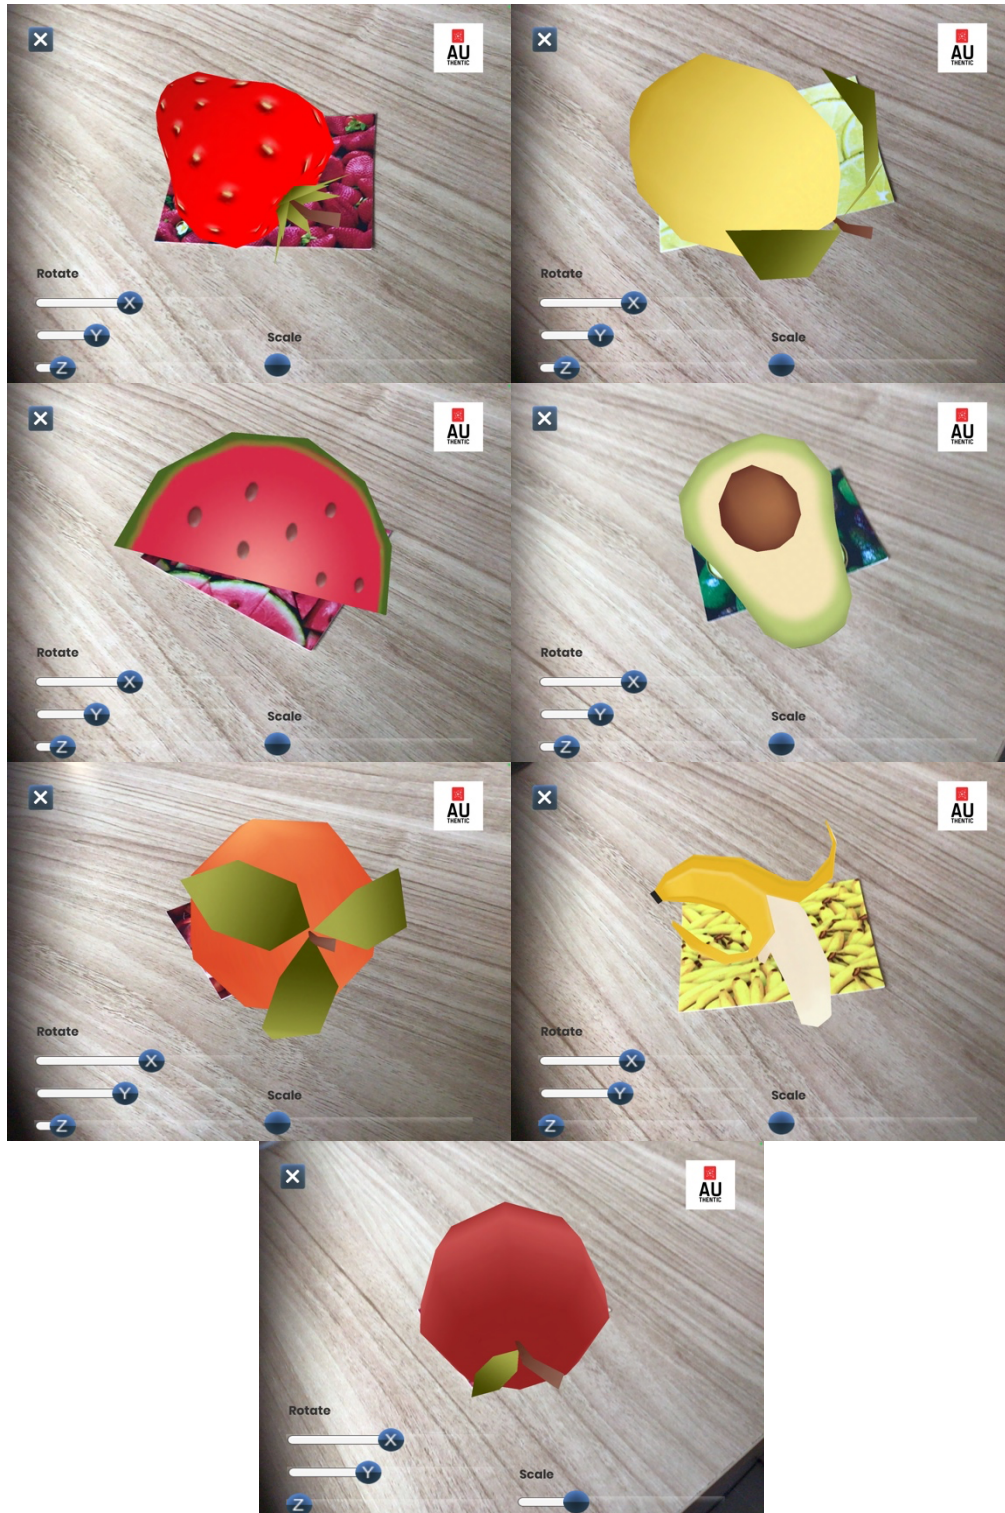 AU
THENTIC
Rotate
X
Y
Scale
Z
AU
THENTIC
Rotate
X
Y
Scale
Z
AU
THENTIC
Rotate
X
Y
Scale
Z
AU
THENTIC
Rotate
X
Y
Scale
Z
AU
THENTIC
Rotate
X
Y
Scale
Z
AU
THENTIC
Rotate
X
Y
Scale
Z
AU
THENTIC
Rotate
X
Y
Scale
Z